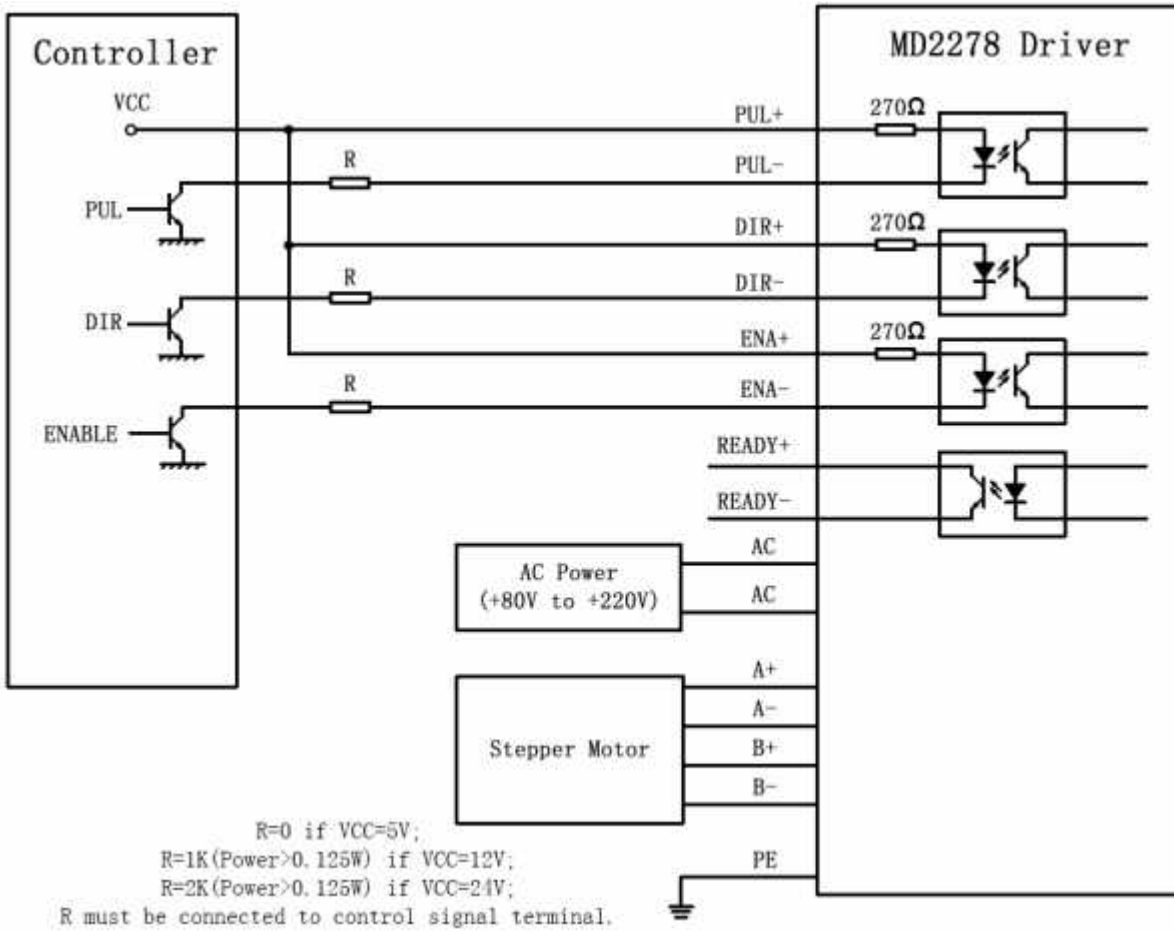 Controller
MD2278 Driver
VCC
PUL+
270Ω
R
PUL-
PUL
DIR+
270Ω
R
DIR-
DIR
ENA+
270Ω
R
ENA-
ENABLE
READY+
READY-
AC
AC Power
(+80V to +220V)
AC
A+
A-
Stepper Motor
B+
B-
R=0 if VCC=5V;
R=1K(Power>0.125W) if VCC=12V;
R=2K(Power>0.125W) if VCC=24V;
R must be connected to control signal terminal.
PE